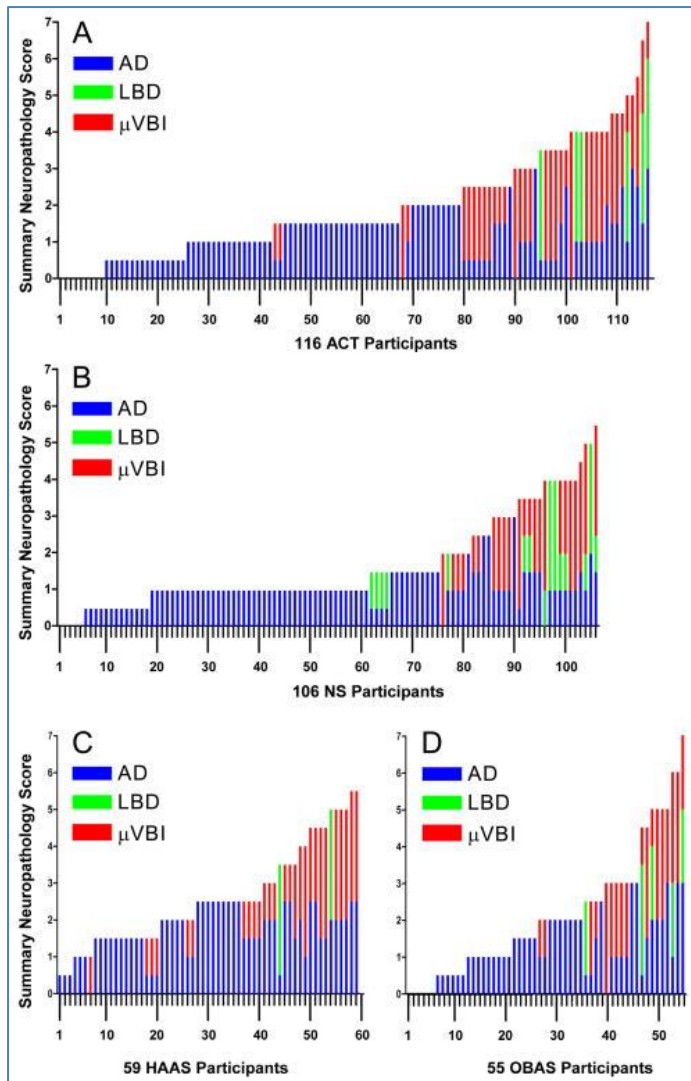 A
AD
LBD
μVBI
Summary Neuropathology Score
7
6
5
4
3
2
1
0
1 10 20 30 40 50 60 70 80 90 100 110
116 ACT Participants
B
AD
LBD
μVBI
Summary Neuropathology Score
7
6
5
4
3
2
1
0
1 10 20 30 40 50 60 70 80 90 100
106 NS Participants
C
AD
LBD
μVBI
Summary Neuropathology Score
7
6
5
4
3
2
1
0
1 10 20 30 40 50 60
59 HAAS Participants
D
AD
LBD
μVBI
7
6
5
4
3
2
1
0
1 10 20 30 40 50
55 OBAS Participants